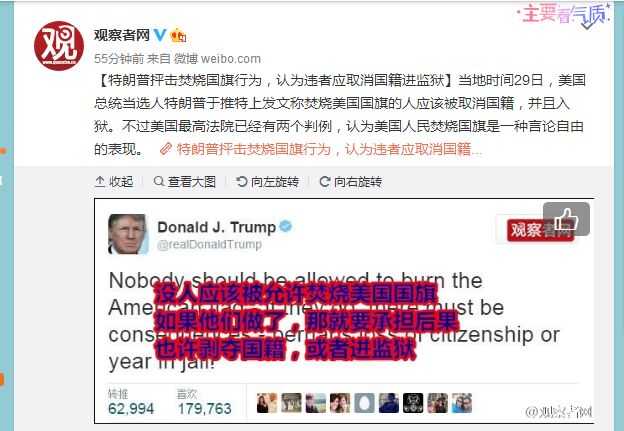 主要看气质
观
观察者网
55分钟前 来自 微博 weibo.com
【特朗普抨击焚烧国旗行为，认为违者应取消国籍进监狱】当地时间29日，美国
总统当选人特朗普于推特上发文称焚烧美国国旗的人应该被取消国籍，并且入
狱。不过美国最高法院已经有两个判例，认为美国人民焚烧国旗是一种言论自由
的表现。 特朗普抨击焚烧国旗行为，认为违者应取消国籍...
收起 查看大图 向左旋转 向右旋转
Donald J. Trump
@realDonaldTrump
观察者网
Nobody should be allowed to burn the
没人应该被允许焚烧美国国旗
American must be
如果他们做了，那就要承担后果
of citizenship or
也许剥夺国籍，或者进监狱
year in jail!
转推 喜欢
62,994 179,763
@观察者网